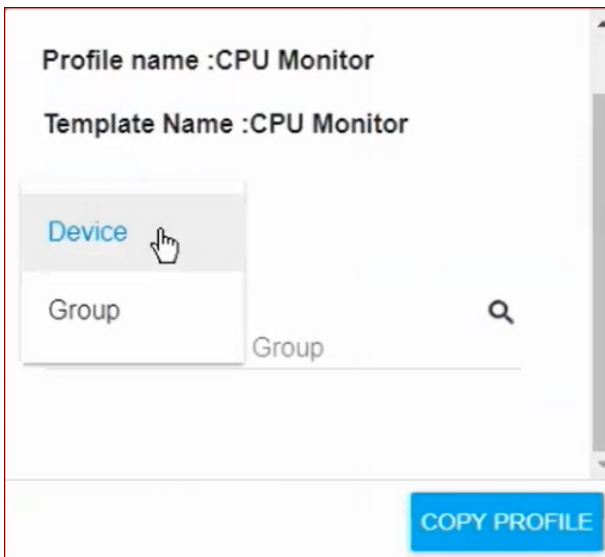 Profile name :CPU Monitor
Template Name :CPU Monitor
Device
Group
Group
COPY PROFILE